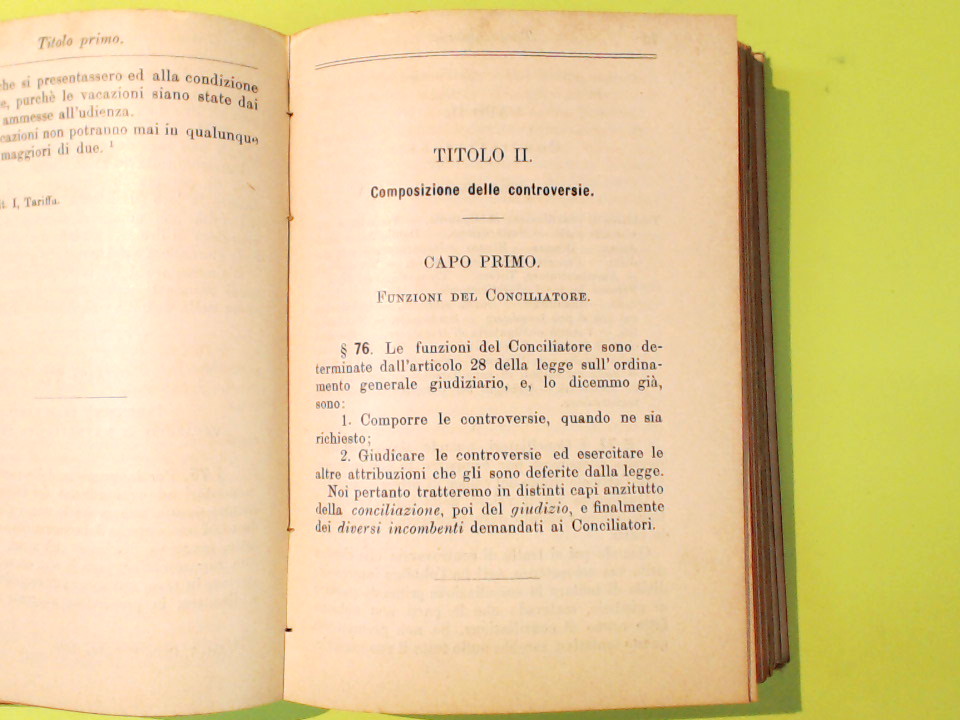 Titolo primo.
che si presentassero ed alla condizione
purchè le vacazioni siano state dai
ammesse all'udienza.
non potranno mai in qualunque
maggiori di due. 1
I, Tariffa.
TITOLO II.
Composizione delle controversie.
CAPO PRIMO.
FUNZIONI DEL CONCILIATORE.
§ 76. Le funzioni del Conciliatore sono de-
terminate dall'articolo 28 della legge sull'ordina-
mento generale giudiziario, e, lo dicemmo già,
sono:
1. Comporre le controversie, quando ne sia
richiesto;
2. Giudicare le controversie ed esercitare le
altre attribuzioni che gli sono deferite dalla legge.
Noi pertanto tratteremo in distinti capi anzitutto
della conciliazione, poi del giudizio, e finalmente
dei diversi incombenti demandati ai Conciliatori.